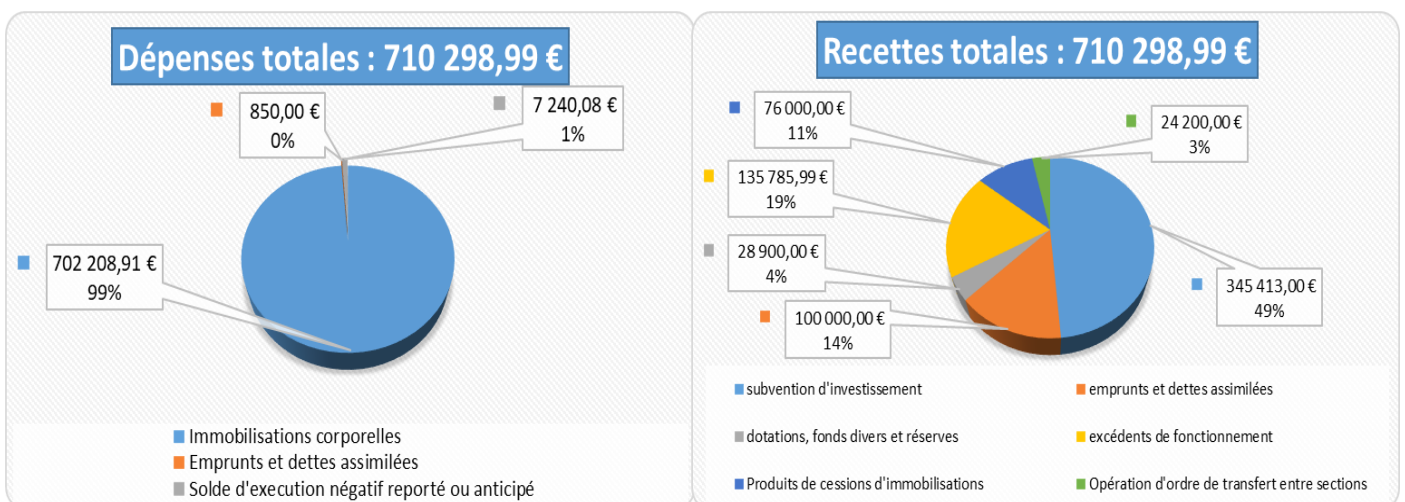 Dépenses totales : 710 298,99 €
850,00 €
0%
7 240,08 €
1%
702 208,91 €
99%
Immobilisations corporelles
Emprunts et dettes assimilées
Solde d'execution négatif reporté ou anticipé
Recettes totales : 710 298,99 €
76 000,00 €
11%
24 200,00 €
3%
135 785,99 €
19%
28 900,00 €
4%
345 413,00 €
49%
100 000,00 €
14%
subvention d'investissement
emprunts et dettes assimilées
dotations, fonds divers et réserves
excédents de fonctionnement
Produits de cessions d'immobilisations
Opération d'ordre de transfert entre sections